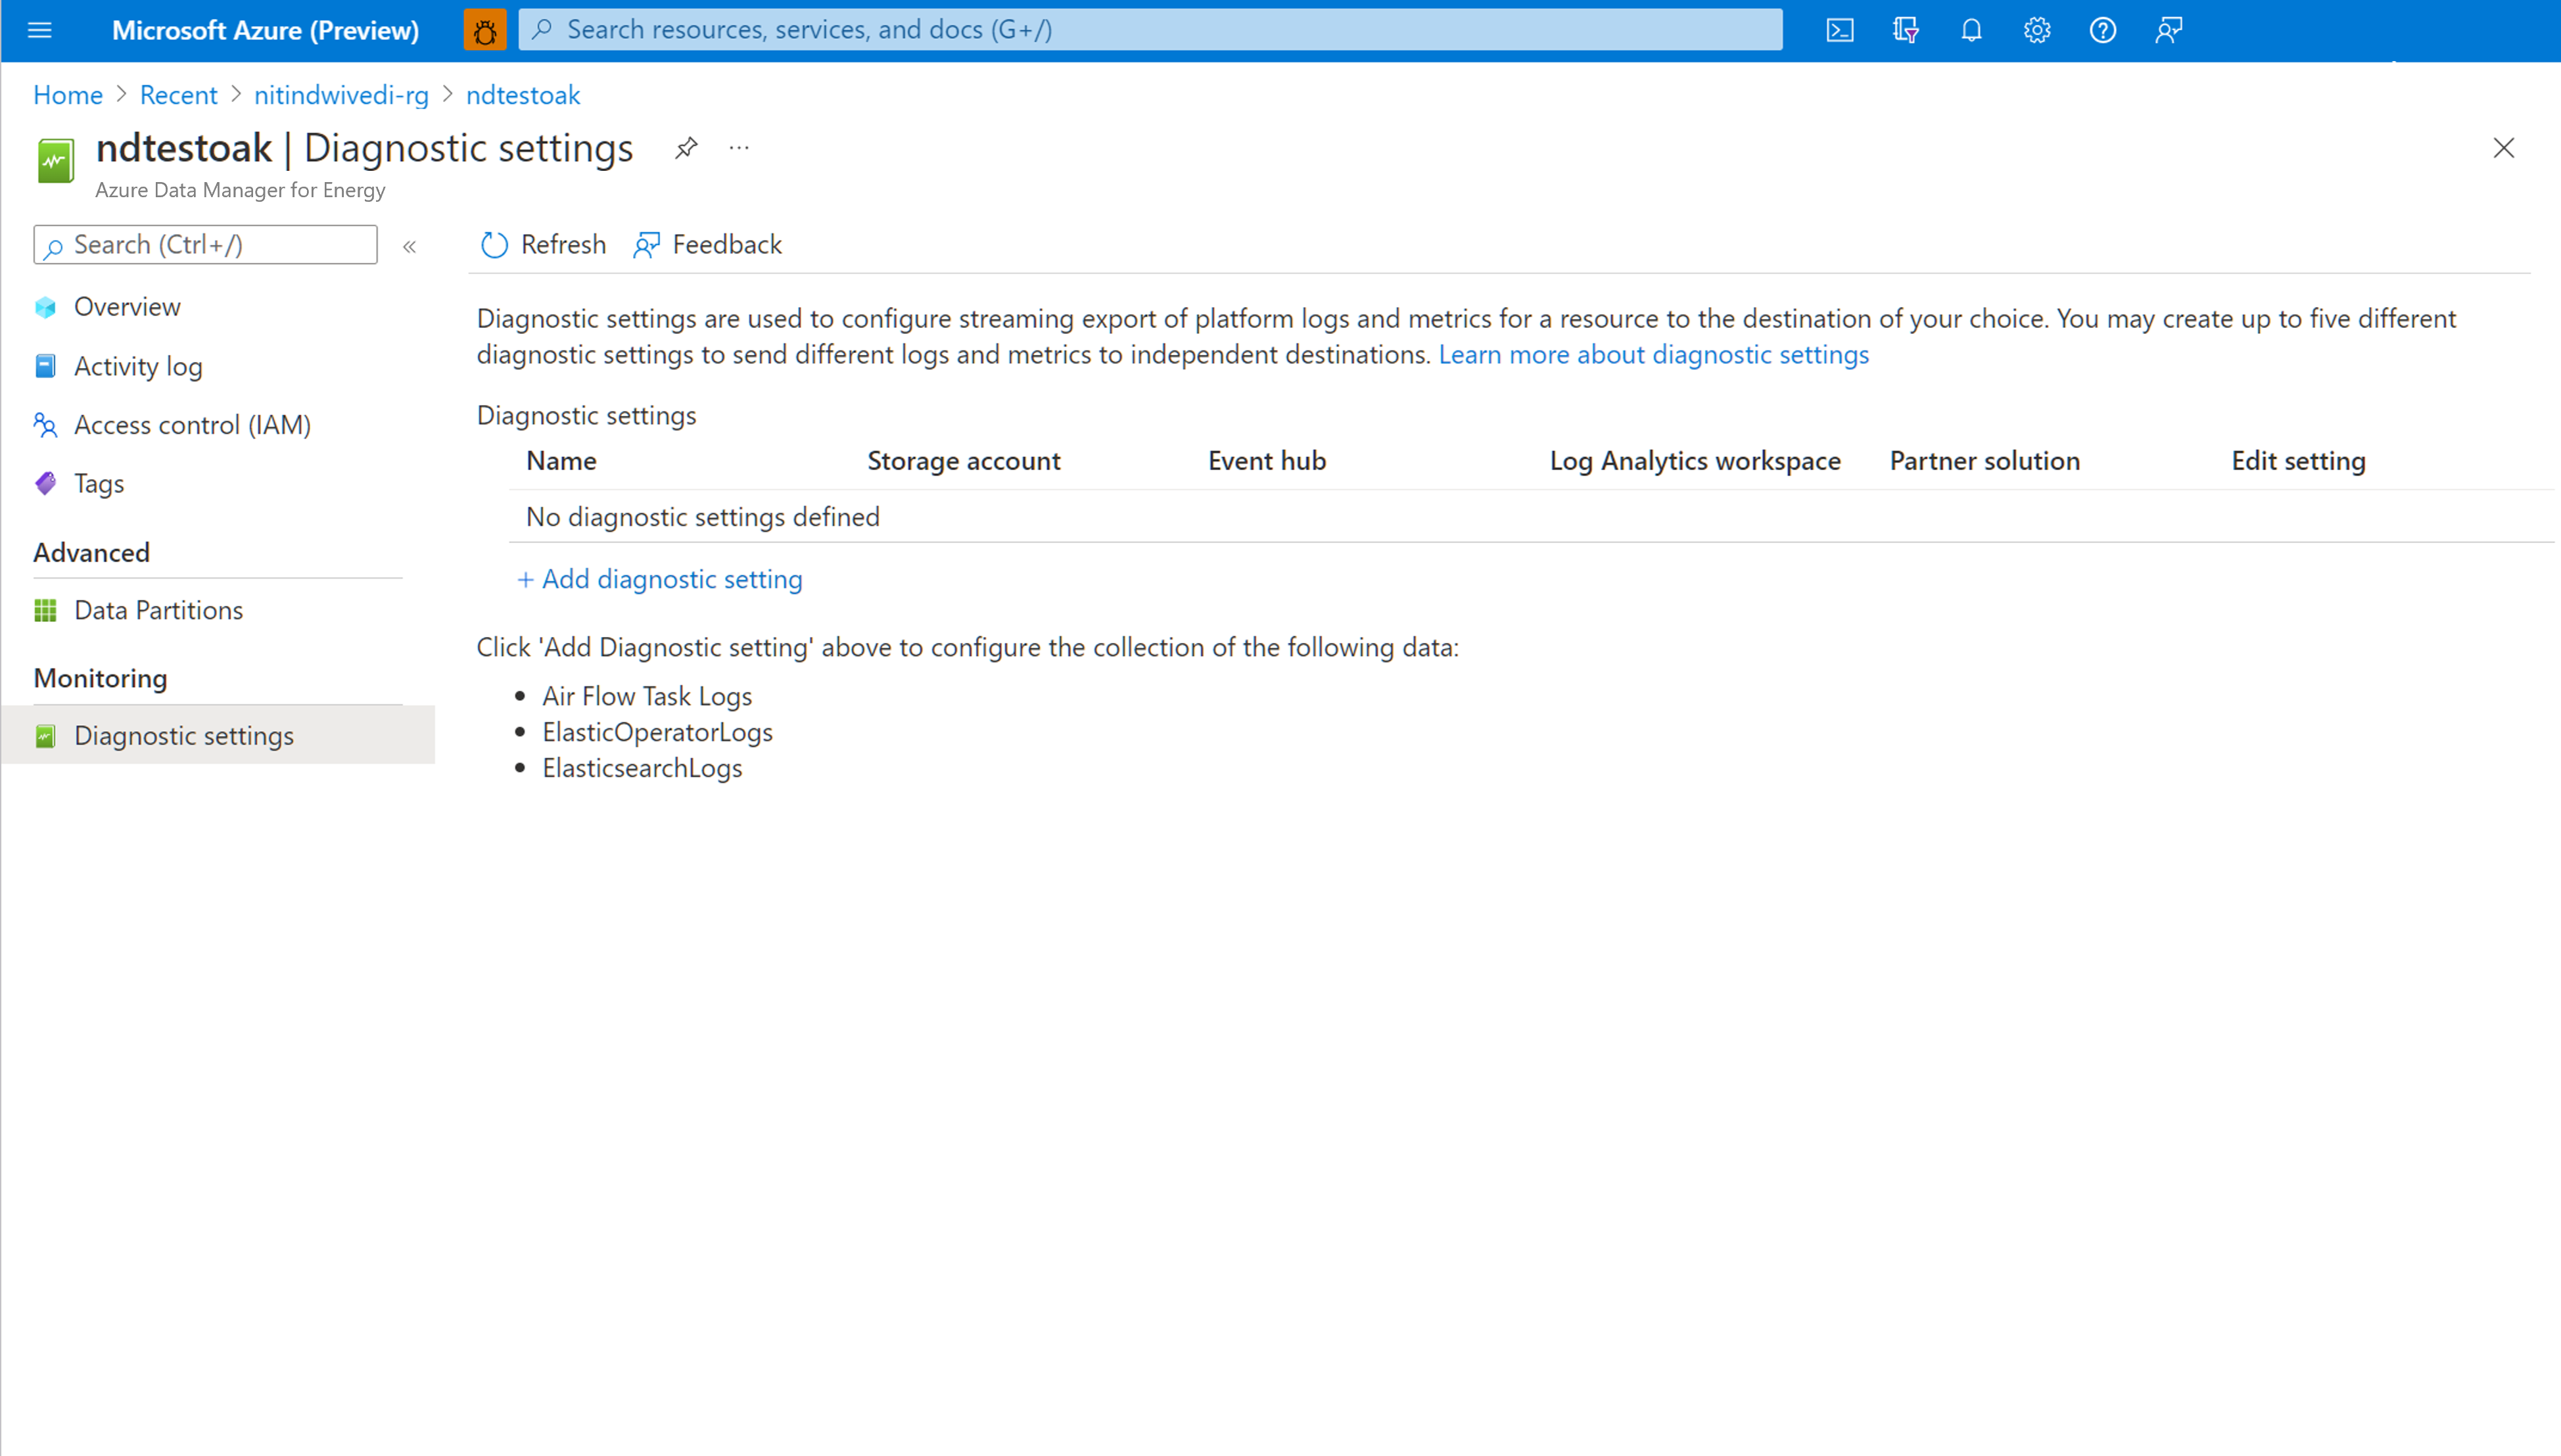 Microsoft Azure (Preview)
Search resources, services, and docs (G+/)
Home > Recent > nitindwivedi-rg > ndtestoak
ndtestoak | Diagnostic settings
Azure Data Manager for Energy
Search (Ctrl+/)
Overview
Activity log
Access control (IAM)
Tags
Advanced
Data Partitions
Monitoring
Diagnostic settings
Refresh
Feedback
Diagnostic settings are used to configure streaming export of platform logs and metrics for a resource to the destination of your choice. You may create up to five different
diagnostic settings to send different logs and metrics to independent destinations. Learn more about diagnostic settings
Diagnostic settings
Name Storage account Event hub Log Analytics workspace Partner solution Edit setting
No diagnostic settings defined
+ Add diagnostic setting
Click 'Add Diagnostic setting' above to configure the collection of the following data:
• Air Flow Task Logs
• ElasticOperatorLogs
• ElasticsearchLogs